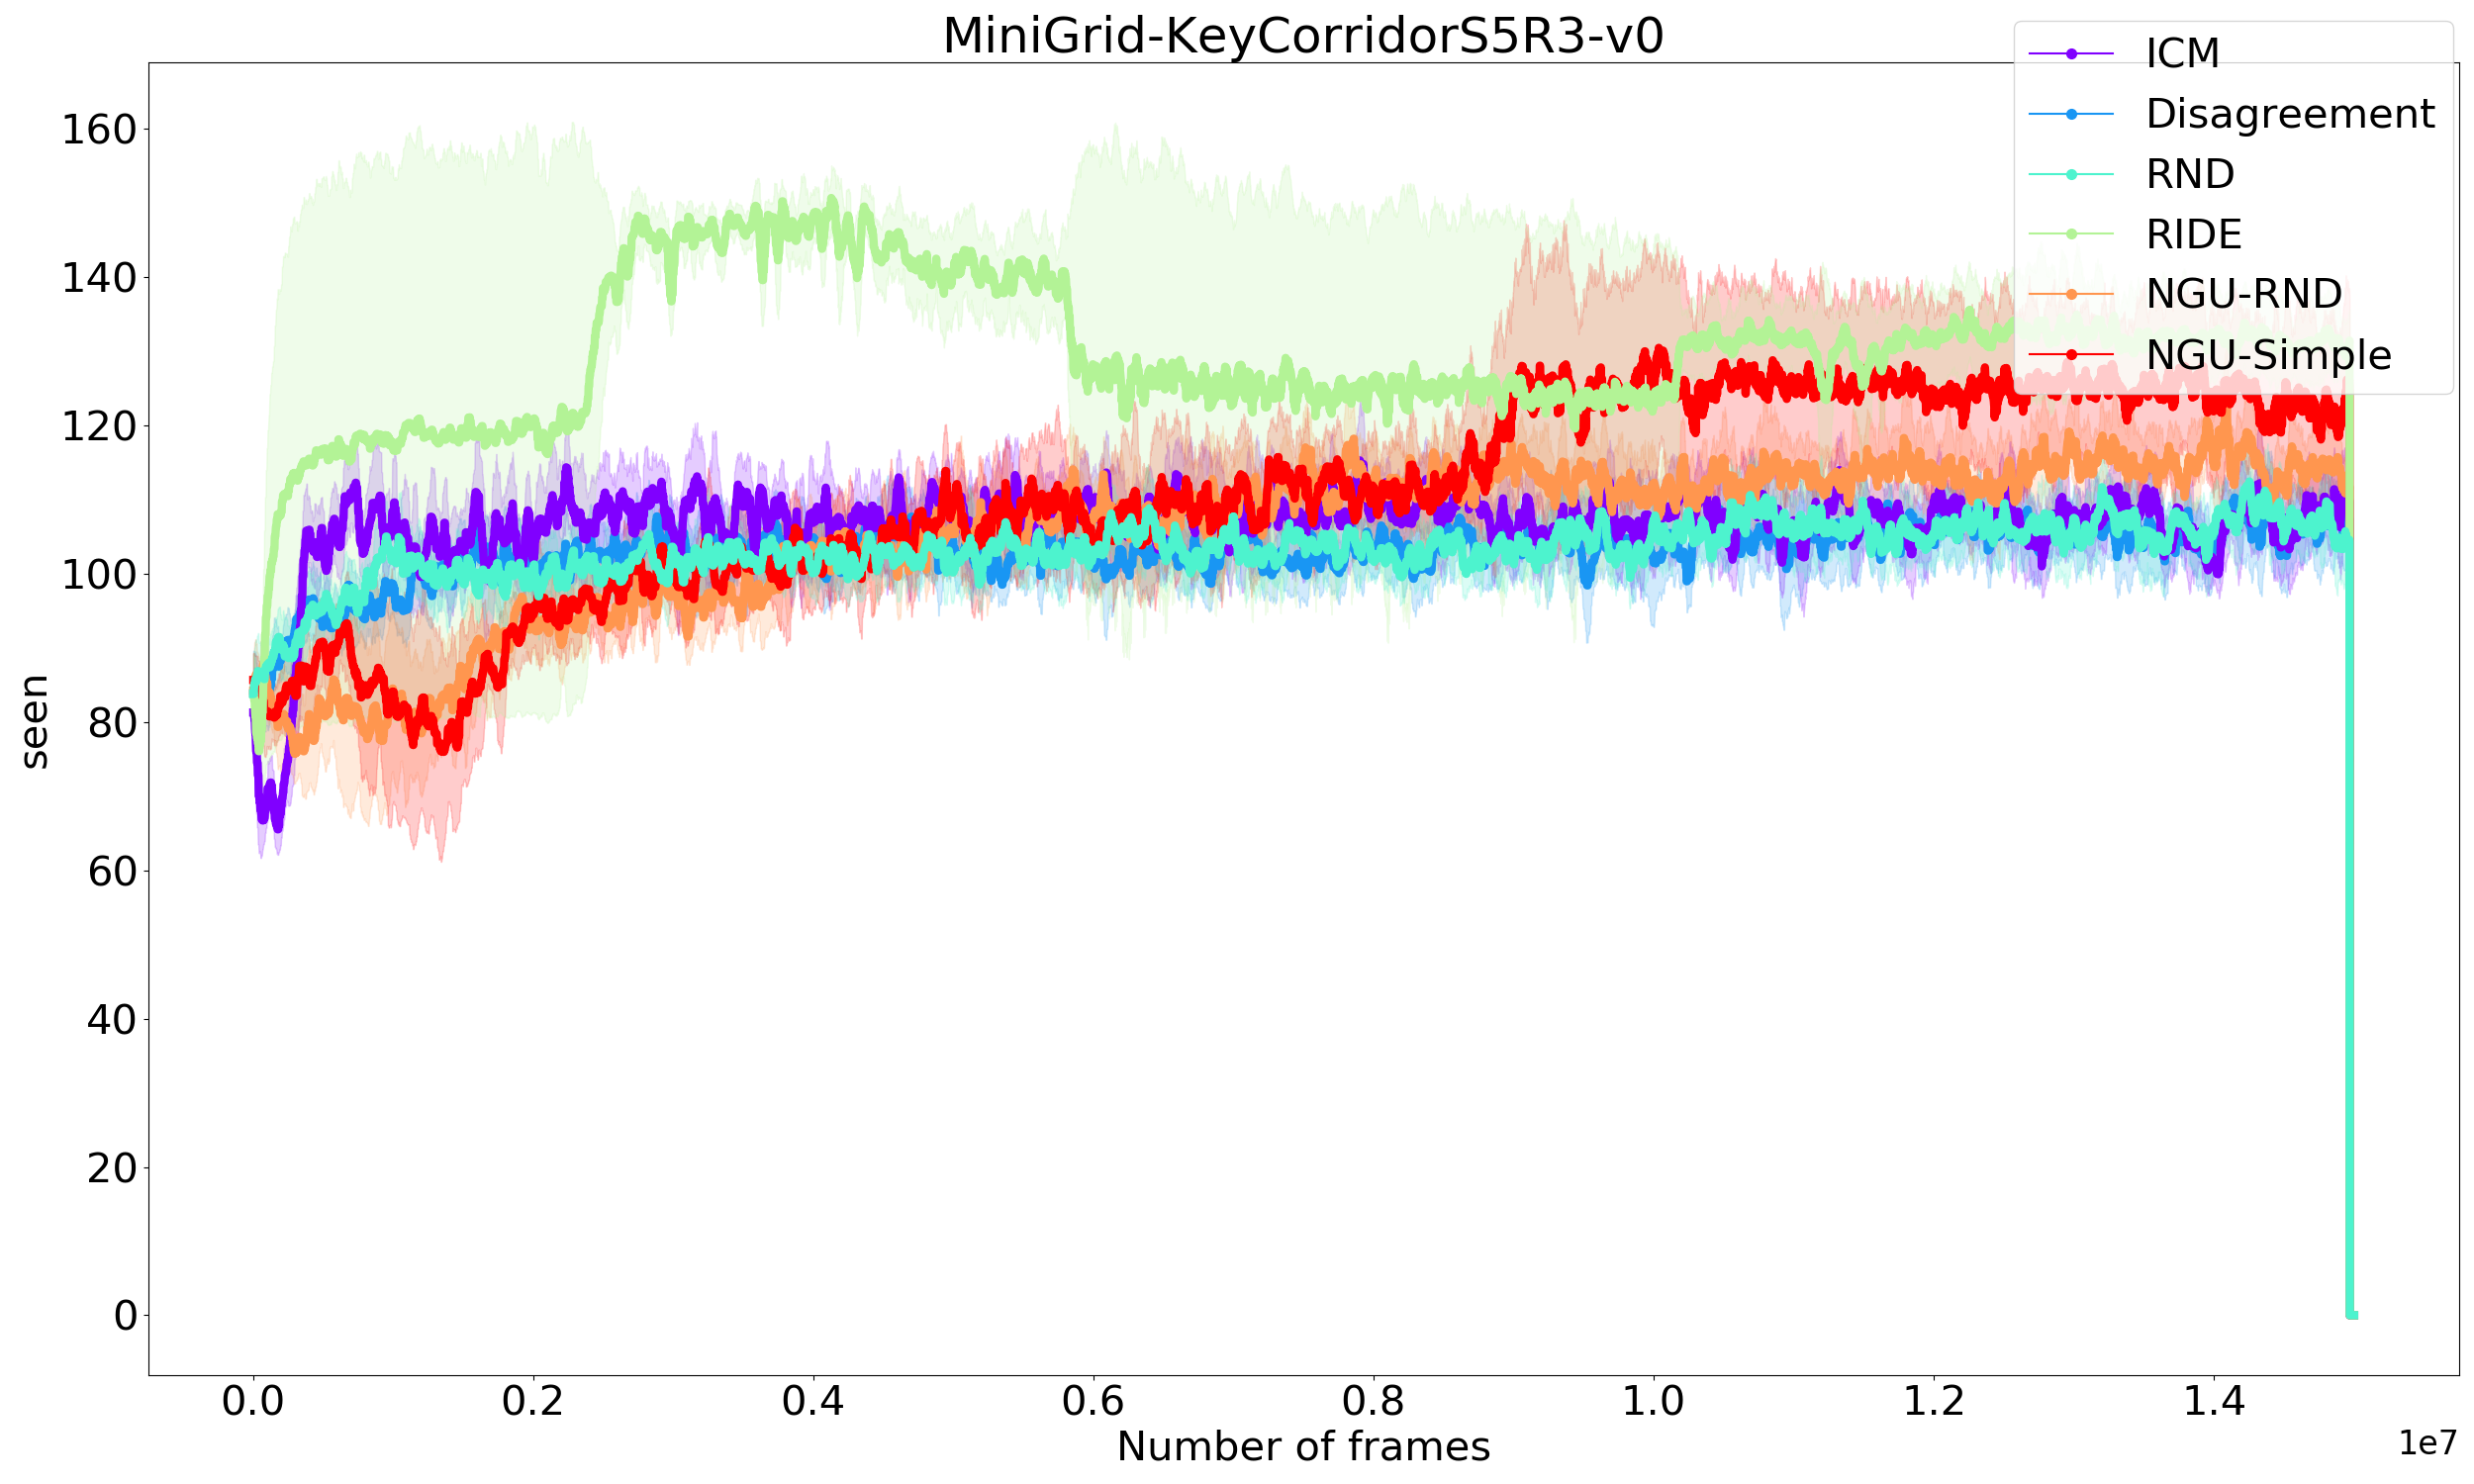 MiniGrid-KeyCorridorS5R3-v0
ICM
Disagreement
RND
RIDE
NGU-RND
NGU-Simple
seen
160
140
120
100
80
60
40
20
0
0.0 0.2 0.4 0.6 0.8 1.0 1.2 1.4
Number of frames
1e7